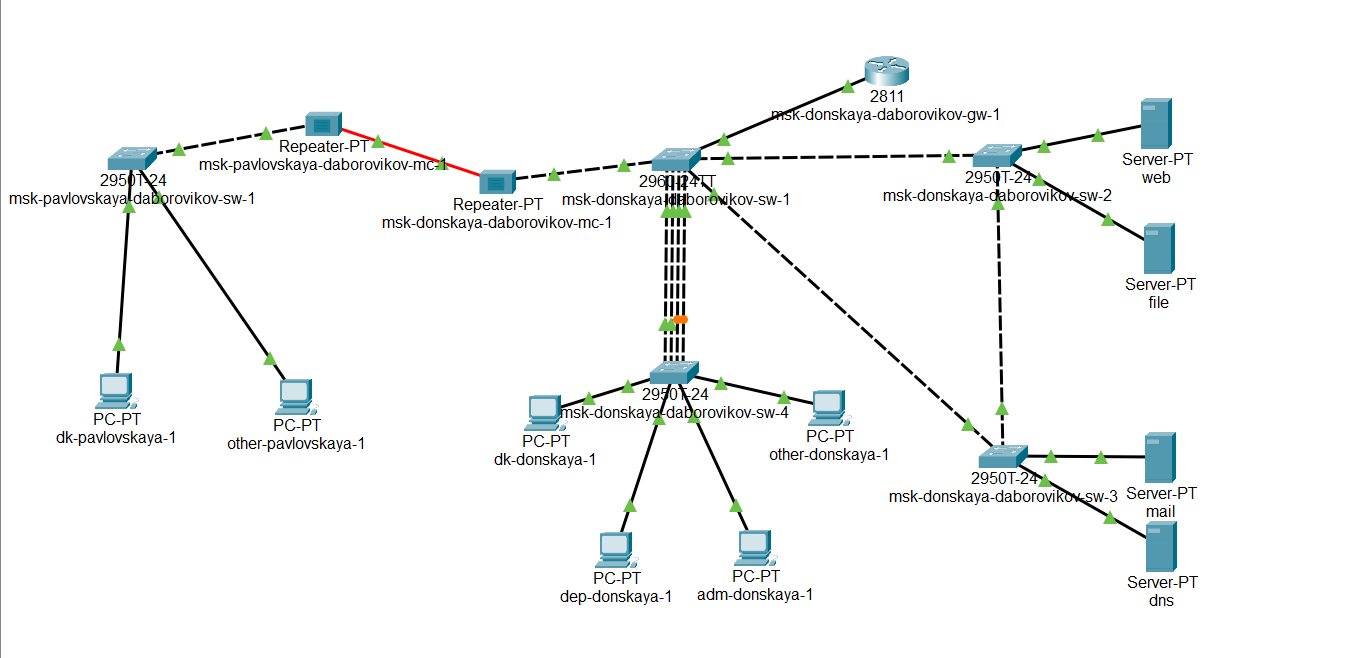 2811
msk-donskaya-daborovikov-gw-1
Repeater-PT
msk-pavlovskaya-daborovikov-mc-1
2950T-24
msk-pavlovskaya-daborovikov-sw-1
Repeater-PT
msk-donskaya-daborovikov-mc-1
2960-24TT
msk-donskaya-daborovikov-sw-1
2950T-24
msk-donskaya-daborovikov-sw-2
Server-PT
web
Server-PT
file
PC-PT
dk-pavlovskaya-1
PC-PT
other-pavlovskaya-1
2950T-24
msk-donskaya-daborovikov-sw-4
PC-PT
dk-donskaya-1
PC-PT
other-donskaya-1
2950T-24
msk-donskaya-daborovikov-sw-3
Server-PT
mail
PC-PT
dep-donskaya-1
PC-PT
adm-donskaya-1
Server-PT
dns